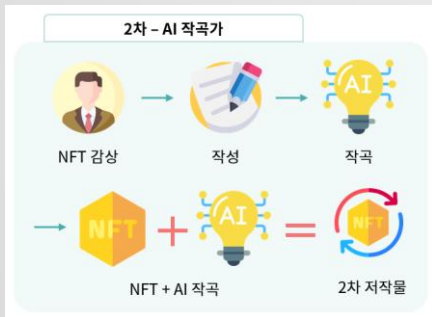 2차 – AI 작곡가
AI
NFT 감상
작성
작곡
NFT
+
AI
=
NFT
NFT + AI 작곡
2차 저작물